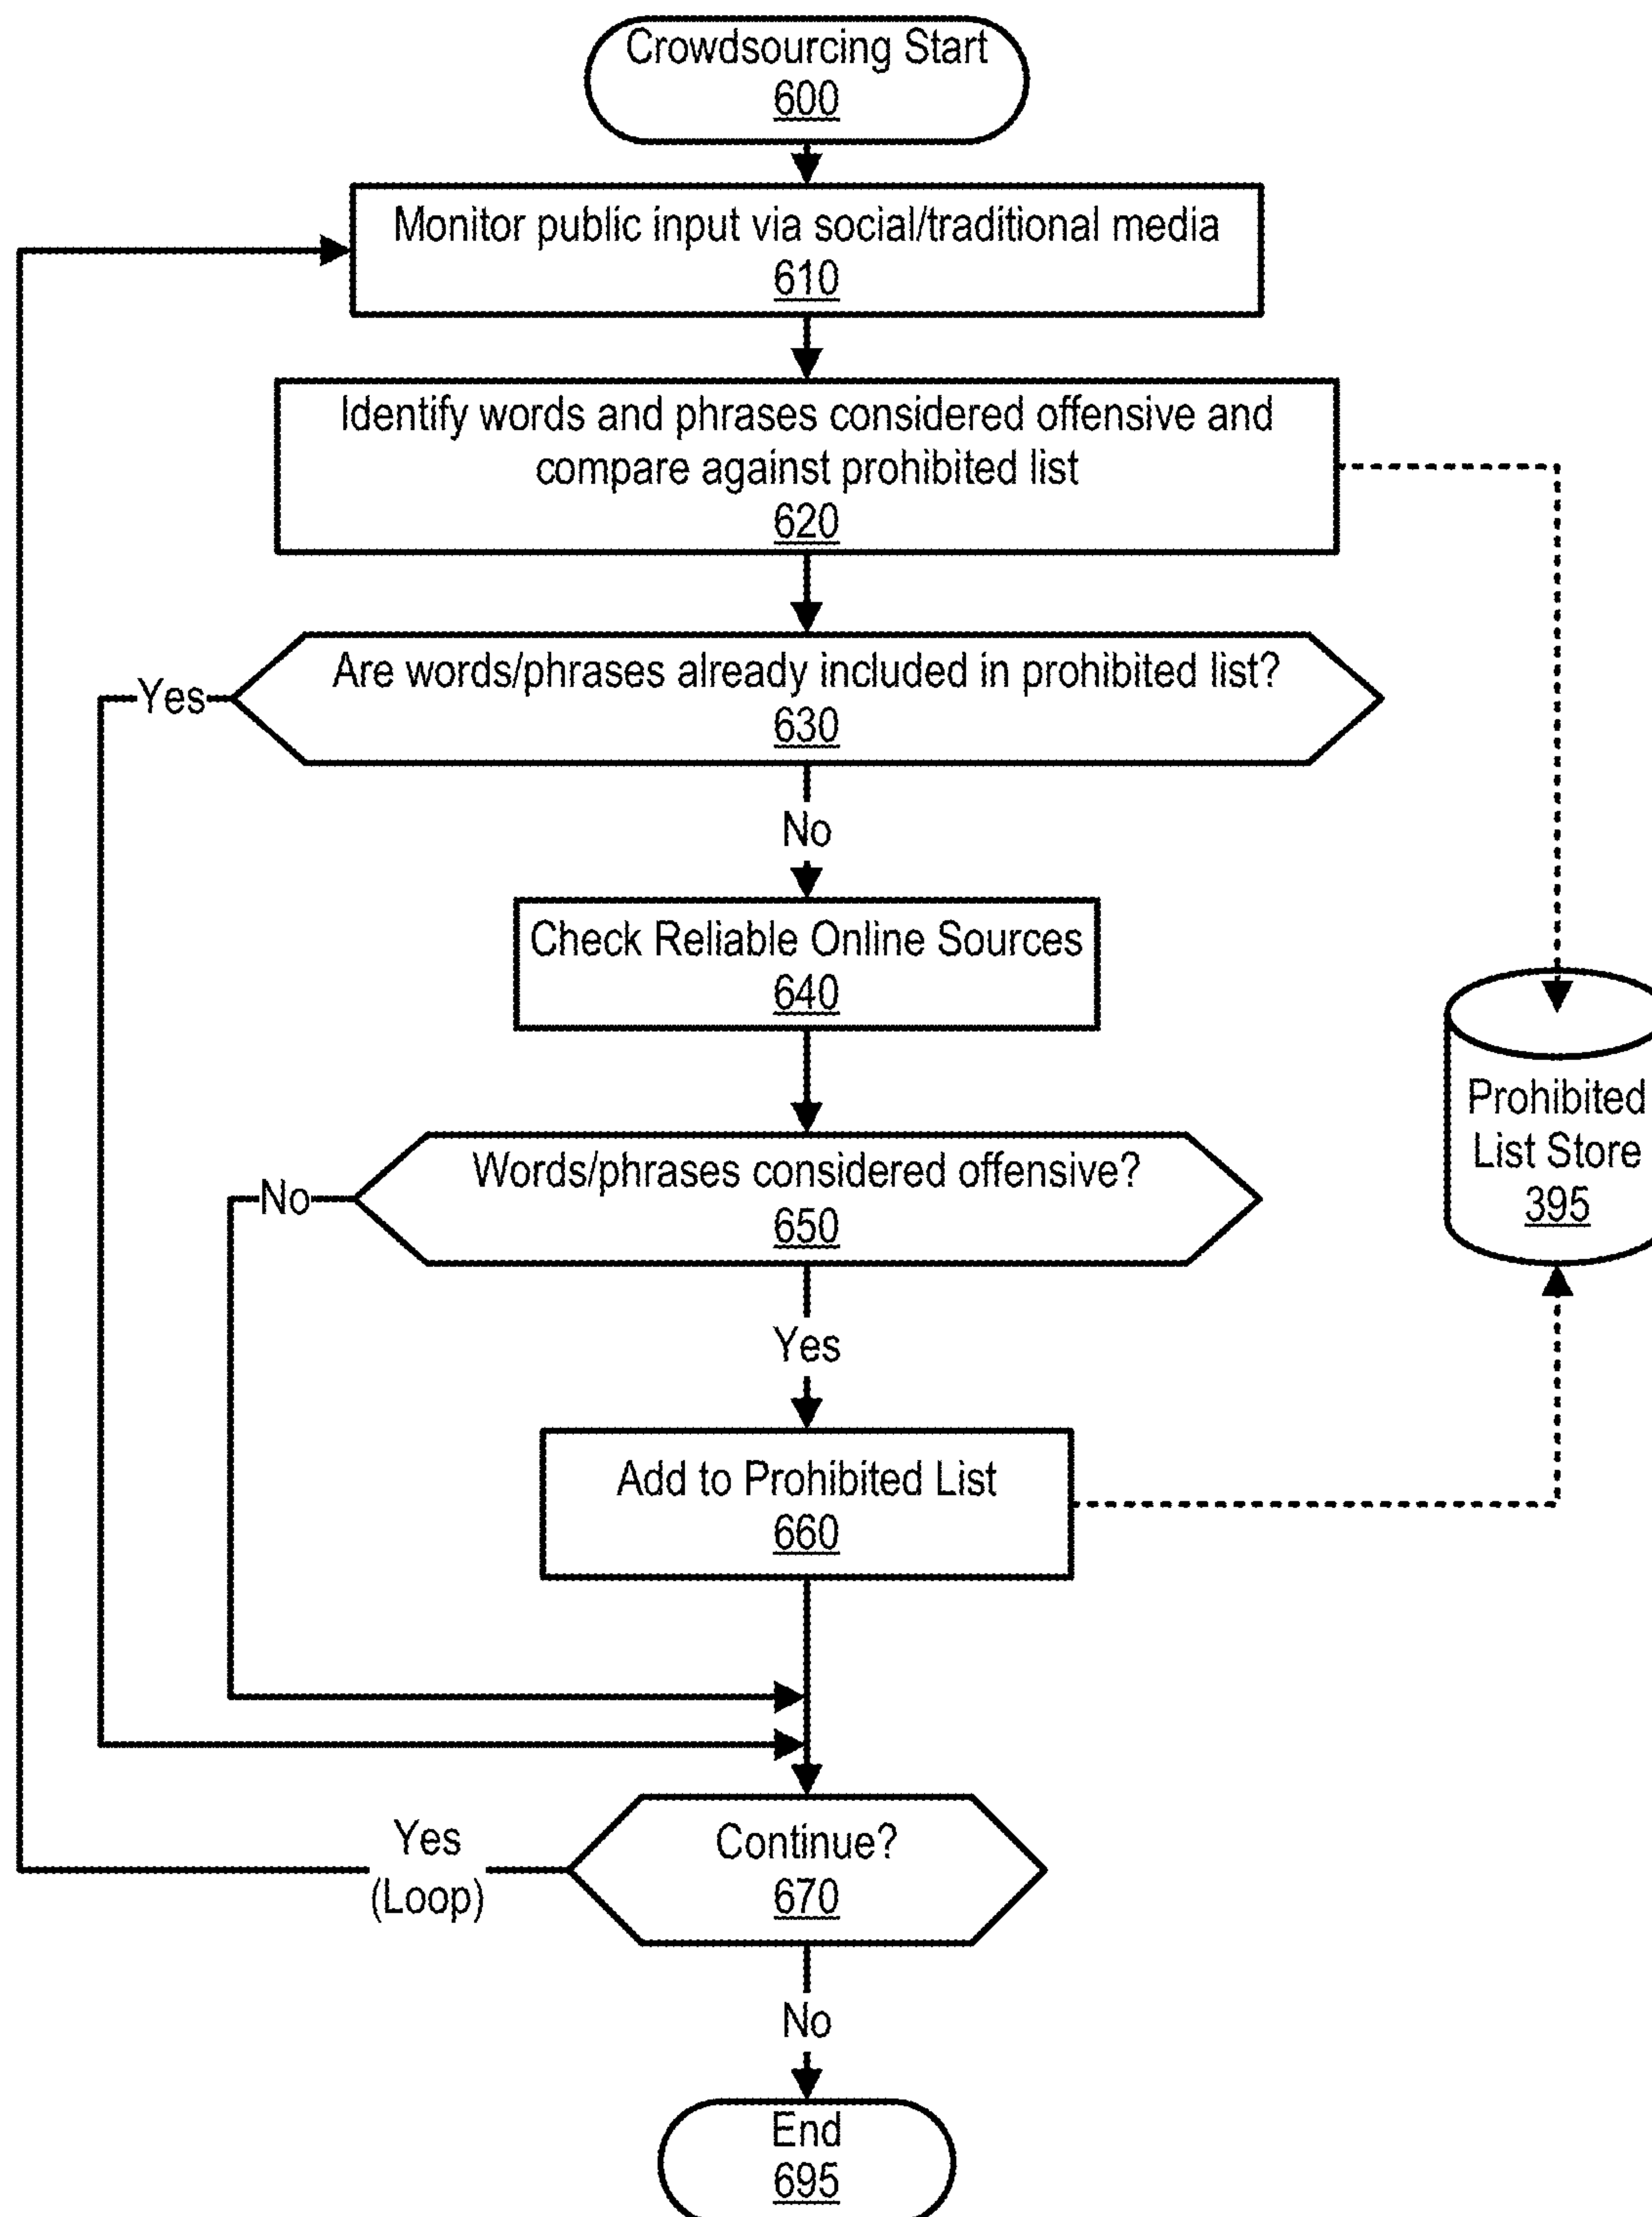 Crowdsourcing Start
600
Monitor public input via social/traditional media
610
Identify words and phrases considered offensive and
compare against prohibited list
620
Are words/phrases already included in prohibited list?
630
Yes
No
Check Reliable Online Sources
640
Prohibited
List Store
395
Words/phrases considered offensive?
650
No
Yes
Add to Prohibited List
660
Continue?
670
Yes
(Loop)
No
End
695